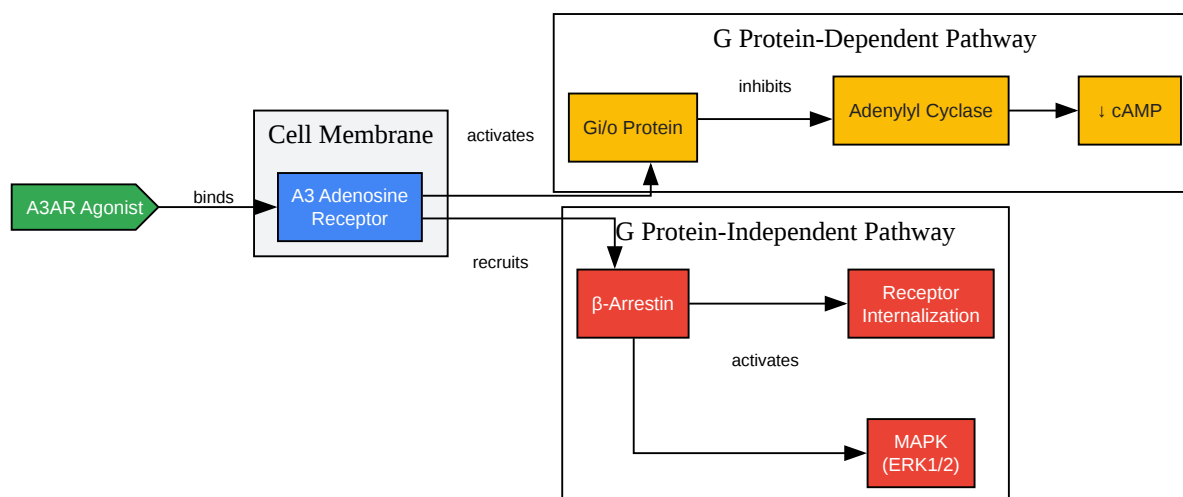 G Protein-Dependent Pathway
inhibits
Gi/o Protein
Adenylyl Cyclase
↓ cAMP
Cell Membrane
activates
A3AR Agonist
binds
A3 Adenosine
Receptor
G Protein-Independent Pathway
recruits
β-Arrestin
Receptor
Internalization
activates
MAPK
(ERK1/2)